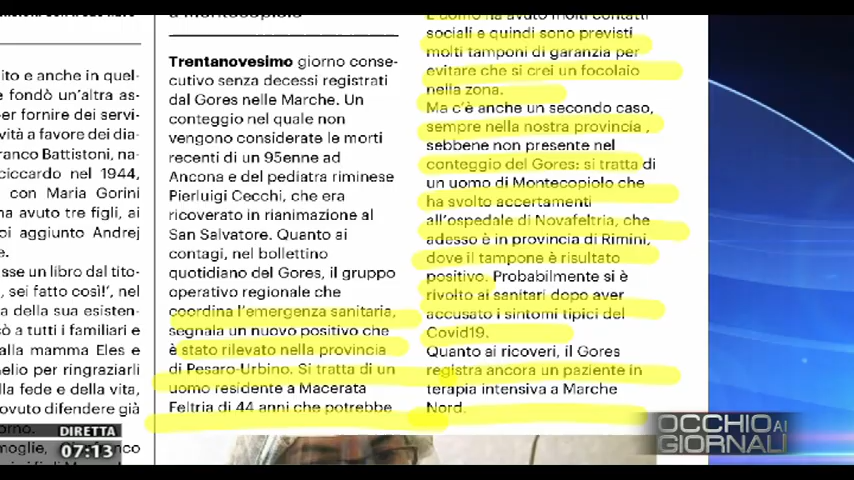 a Montecopiolo
ito e anche in quel-
e fondò un'altra as-
er fornire dei servi-
vità a favore dei dia-
ranco Battistoni, na-
ciccardo nel 1944,
con Maria Gorini
na avuto tre figli, ai
oi aggiunto Andrej
e.
sse un libro dal tito-
, sei fatto così!', nel
a della sua esisten-
cò a tutti i familiari e
alla mamma Eles e
elio per ringraziarli
lla fede e della vita,
ovuto difendere già
orno.
moglie,
Trentanovesimo giorno conse-
cutivo senza decessi registrati
dal Gores nelle Marche. Un
conteggio nel quale non
vengono considerate le morti
recenti di un 95enne ad
Ancona e del pediatra riminese
Pierluigi Cecchi, che era
ricoverato in rianimazione al
San Salvatore. Quanto ai
contagi, nel bollettino
quotidiano del Gores, il gruppo
operativo regionale che
coordina l'emergenza sanitaria,
segnala un nuovo positivo che
è stato rilevato nella provincia
di Pesaro-Urbino. Si tratta di un
uomo residente a Macerata
Feltria di 44 anni che potrebbe
L'uomo ha avuto molti contatti
sociali e quindi sono previsti
molti tamponi di garanzia per
evitare che si crei un focolaio
nella zona.
Ma c'è anche un secondo caso,
sempre nella nostra provincia ,
sebbene non presente nel
conteggio del Gores: si tratta di
un uomo di Montecopiolo che
ha svolto accertamenti
all'ospedale di Novafeltria, che
adesso è in provincia di Rimini,
dove il tampone è risultato
positivo. Probabilmente si è
rivolto ai sanitari dopo aver
accusato i sintomi tipici del
Covid19.
Quanto ai ricoveri, il Gores
registra ancora un paziente in
terapia intensiva a Marche
Nord.
DIRETTA
07:13
OCCHIO AI
GIORNALI